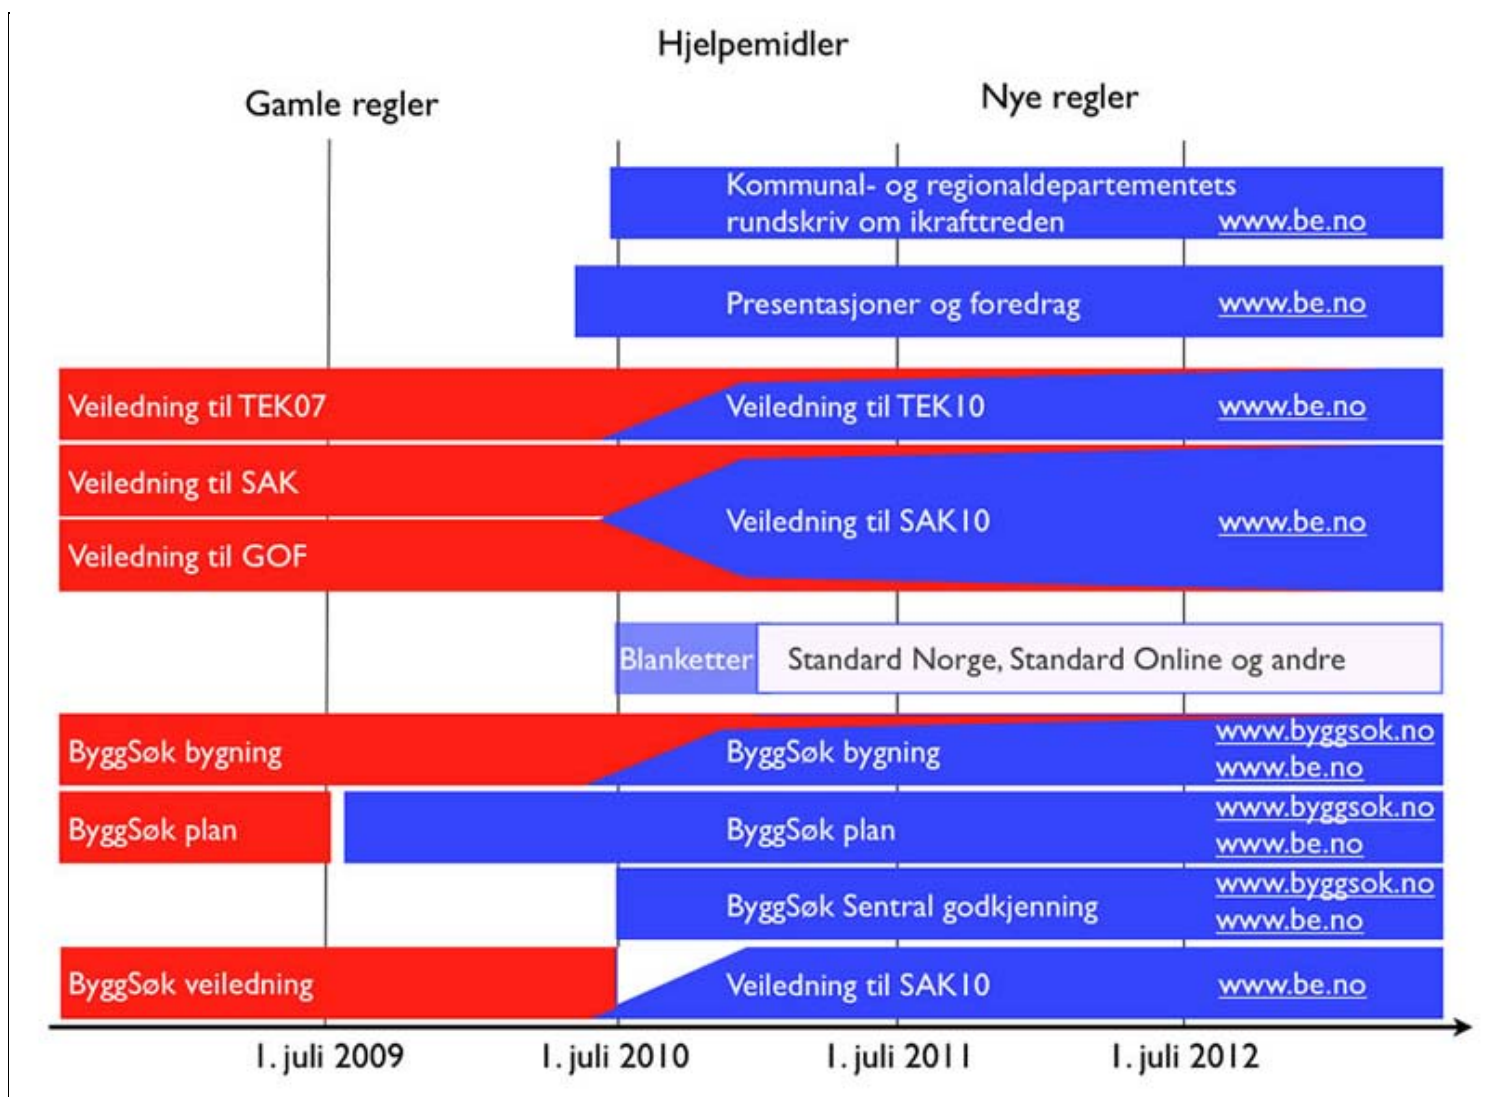 Hjelpemidler
Gamle regler
Nye regler
Kommunal- og regionaldepartementets
rundskriv om ikrafttreden www.be.no
Presentasjoner og foredrag www.be.no
Veiledning til TEK07 Veiledning til TEK10 www.be.no
Veiledning til SAK
Veiledning til SAK10 www.be.no
Veiledning til GOF
Blanketter Standard Norge, Standard Online og andre
www.byggsok.no
ByggSøk bygning ByggSøk bygning
www.be.no
www.byggsok.no
ByggSøk plan ByggSøk plan
www.be.no
www.byggsok.no
ByggSøk Sentral godkjenning
www.be.no
ByggSøk veiledning Veiledning til SAK10 www.be.no
1. juli 2009 1. juli 2010 1. juli 2011 1. juli 2012